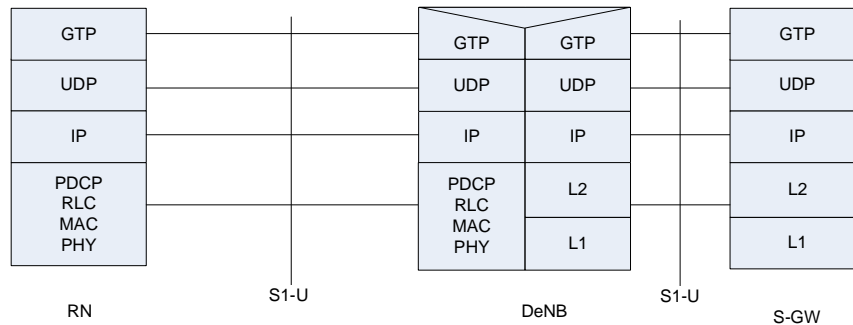 GTP
UDP
IP
PDCP
RLC
MAC
PHY
RN
S1-U
GTP
UDP
IP
PDCP
RLC
MAC
PHY
GTP
UDP
IP
L2
L1
DeNB
S1-U
GTP
UDP
IP
L2
L1
S-GW